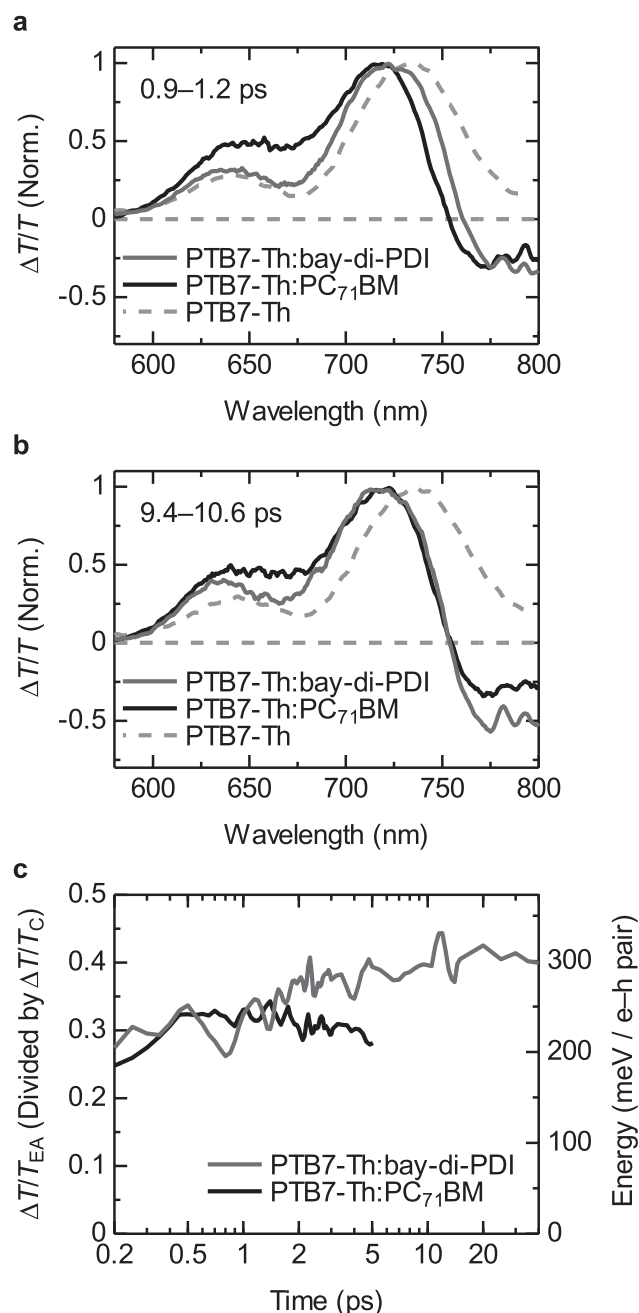 a
0.9–1.2 ps
1
0.5
0
-0.5
ΔT/T (Norm.)
PTB7-Th:bay-di-PDI
PTB7-Th:PC₇₁BM
PTB7-Th
600 650 700 750 800
Wavelength (nm)
b
9.4–10.6 ps
1
0.5
0
-0.5
ΔT/T (Norm.)
PTB7-Th:bay-di-PDI
PTB7-Th:PC₇₁BM
PTB7-Th
600 650 700 750 800
Wavelength (nm)
c
0.5
0.4
0.3
0.2
0.1
0
ΔT/T_EA (Divided by ΔT/T_C)
300
200
100
0
Energy (meV / e–h pair)
PTB7-Th:bay-di-PDI
PTB7-Th:PC₇₁BM
0.2 0.5 1 2 5 10 20
Time (ps)